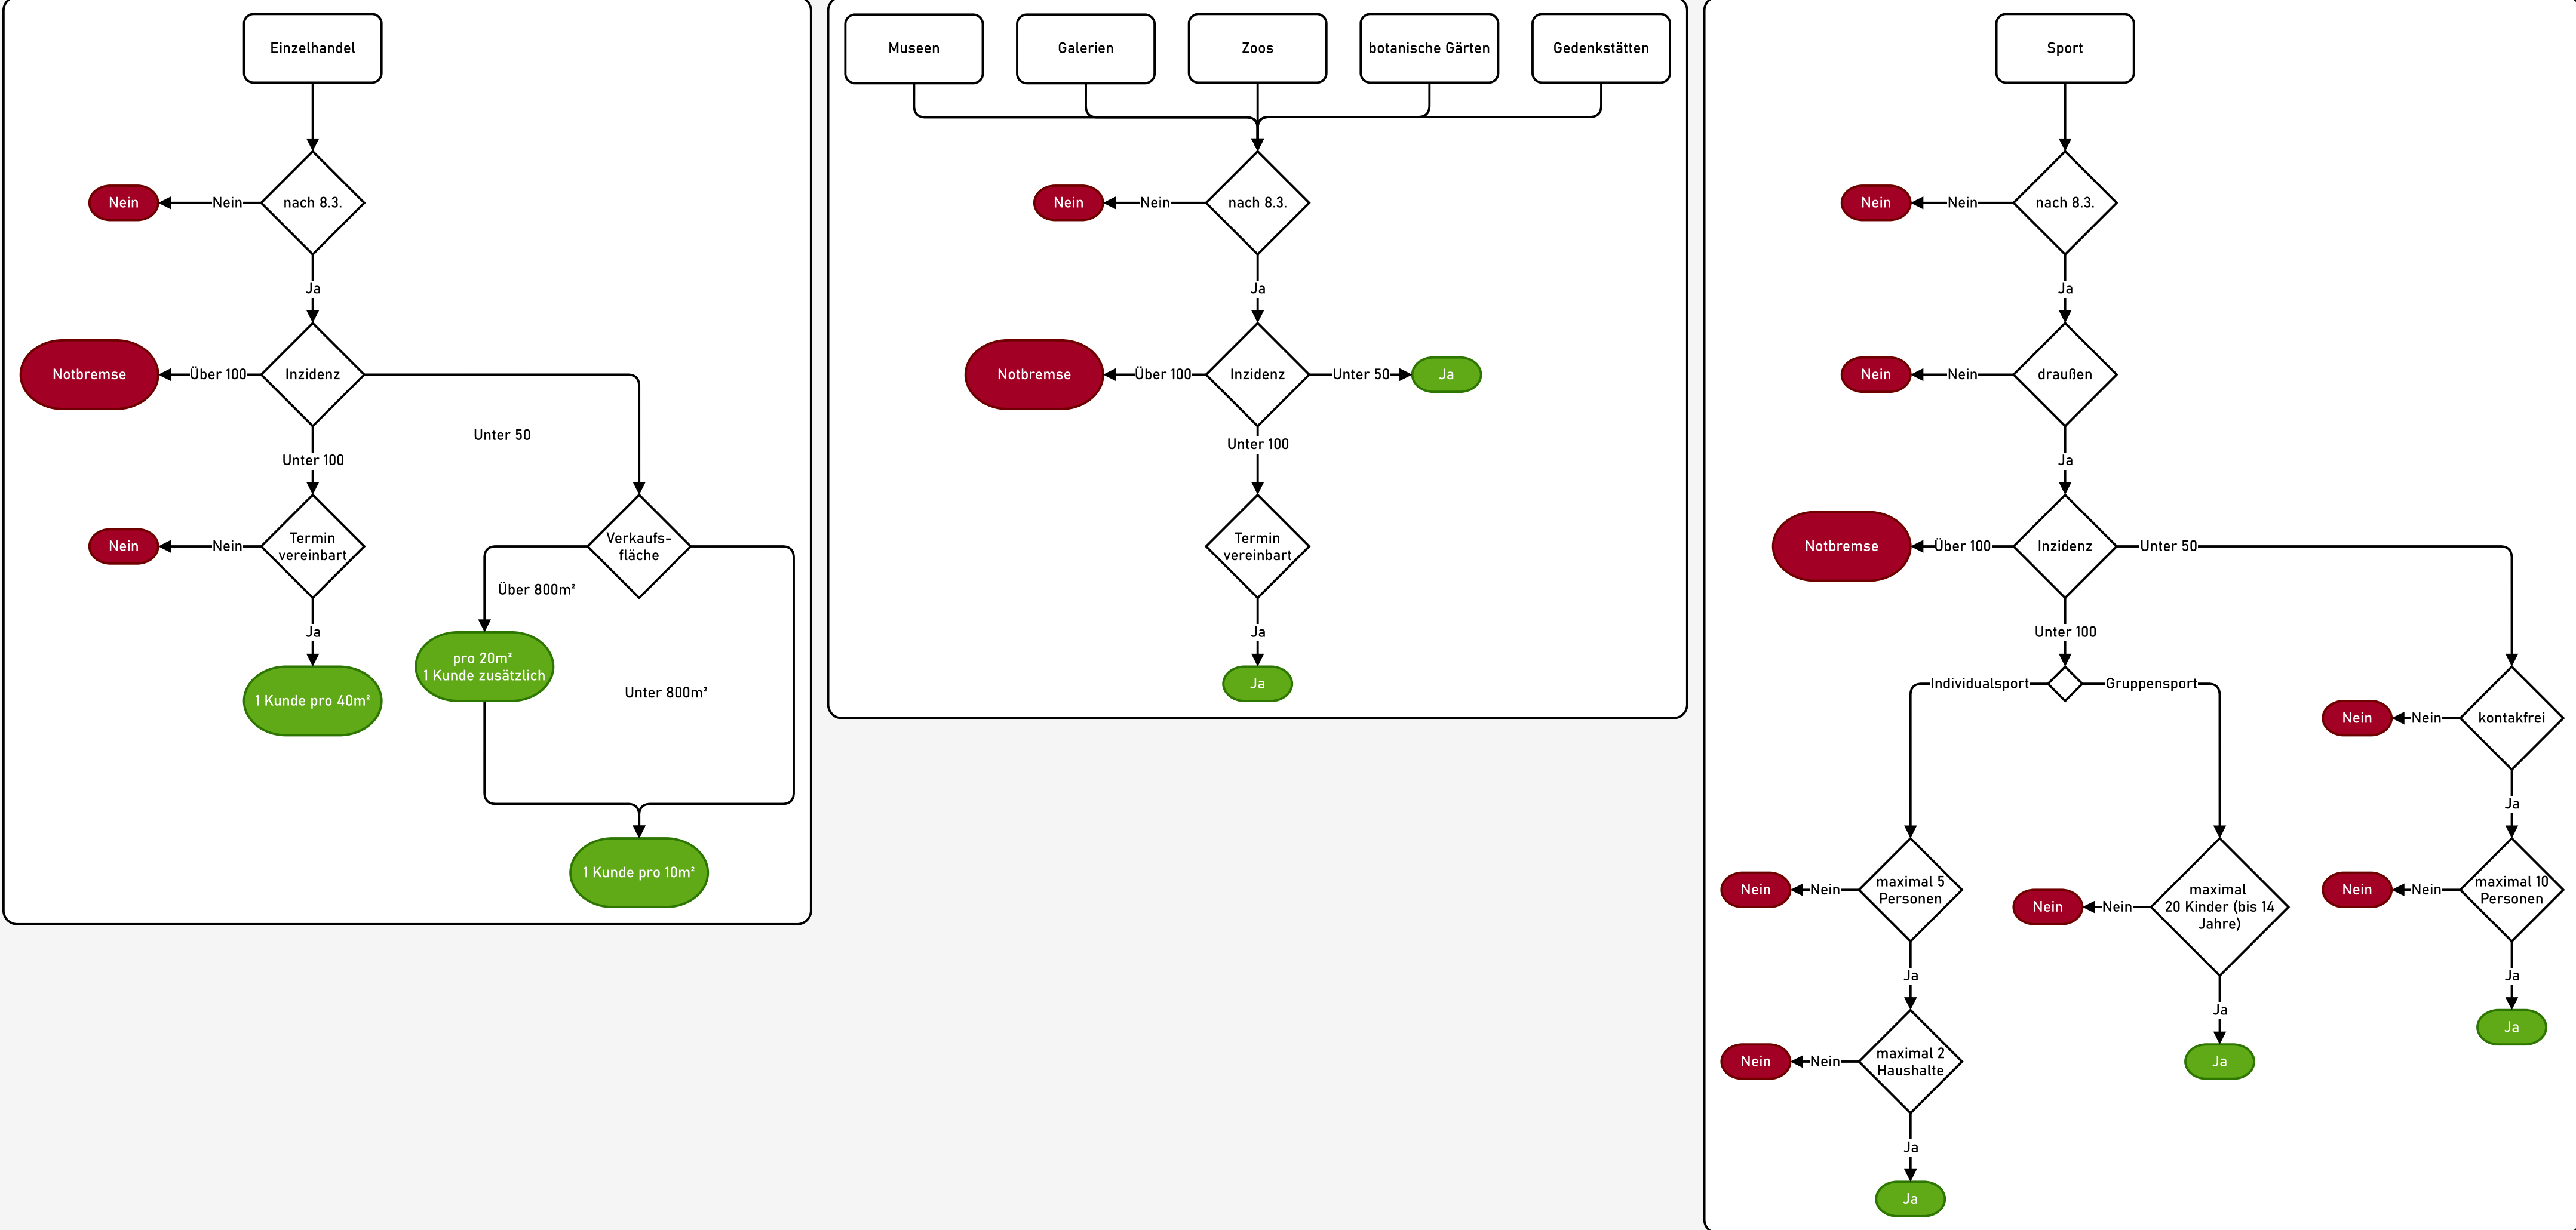 Einzelhandel
nach 8.3.
Nein
Nein
Ja
Notbremse
Über 100
Inzidenz
Unter 50
Unter 100
Nein
Nein
Termin
vereinbart
Verkaufs-
fläche
Über 800m²
Ja
pro 20m²
1 Kunde zusätzlich
Unter 800m²
1 Kunde pro 40m²
1 Kunde pro 10m²
Museen
Galerien
Zoos
botanische Gärten
Gedenkstätten
Nein
Nein
nach 8.3.
Ja
Notbremse
Über 100
Inzidenz
Unter 50
Ja
Unter 100
Termin
vereinbart
Ja
Ja
Sport
Nein
Nein
nach 8.3.
Ja
Nein
Nein
draußen
Ja
Notbremse
Über 100
Inzidenz
Unter 50
Unter 100
Individualsport
Gruppensport
Nein
Nein
kontakfrei
Ja
Nein
Nein
maximal 5
Personen
Nein
Nein
maximal
20 Kinder (bis 14
Jahre)
Nein
Nein
maximal 10
Personen
Ja
Ja
Ja
Ja
Nein
Nein
maximal 2
Haushalte
Ja
Ja
Ja